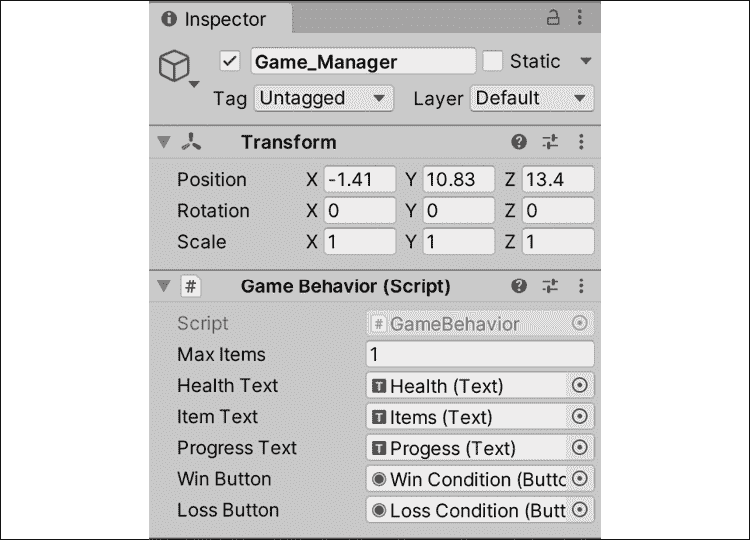 Inspector
Game_Manager Static
Tag Untagged Layer Default
Transform
Position X -1.41 Y 10.83 Z 13.4
Rotation X 0 Y 0 Z 0
Scale X 1 Y 1 Z 1
# Game Behavior (Script)
Script # GameBehavior
Max Items 1
Health Text T Health (Text)
Item Text T Items (Text)
Progress Text T Progess (Text)
Win Button Win Condition (Butto
Loss Button Loss Condition (Butt